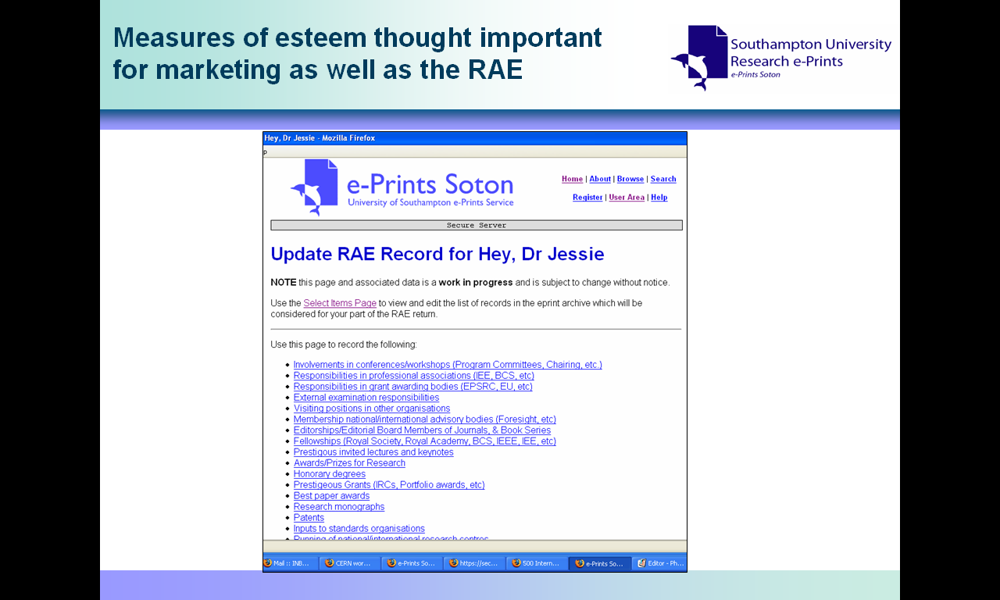 Measures of esteem thought important
for marketing as well as the RAE
Southampton University
Research e-Prints
e-Prints Soton
Hey, Dr Jessie - Mozilla Firefox
p
e-Prints Soton
University of Southampton e-Prints Service
Home | About | Browse | Search
Register | User Area | Help
Secure Server
Update RAE Record for Hey, Dr Jessie
NOTE this page and associated data is a work in progress and is subject to change without notice.
Use the Select Items Page to view and edit the list of records in the eprint archive which will be
considered for your part of the RAE return.
Use this page to record the following:
Involvements in conferences/workshops (Program Committees, Chairing, etc.)
Responsibilities in professional associations (IEE, BCS, etc)
Responsibilities in grant awarding bodies (EPSRC, EU, etc)
External examination responsibilities
Visiting positions in other organisations
Membership national/international advisory bodies (Foresight, etc)
Editorships/Editorial Board Members of Journals, & Book Series
Fellowships (Royal Society, Royal Academy, BCS, IEEE, IEE, etc)
Prestigous invited lectures and keynotes
Awards/Prizes for Research
Honorary degrees
Prestigeous Grants (IRCs, Portfolio awards, etc)
Best paper awards
Research monographs
Patents
Inputs to standards organisations
Running of national/international research centres
Mail :: INB... CERN wor... e-Prints So... https://sec... 500 Intern... e-Prints So... Editor - Ph...